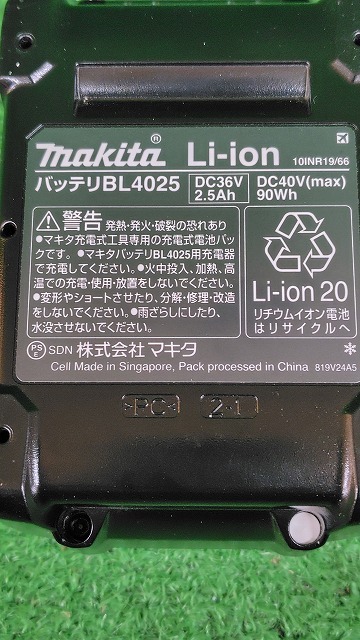 makita® Li-ion 10INR19/66
バッテリBL4025 DC36V 2.5Ah DC40V(max) 90Wh
⚠警告 発熱・発火・破裂の恐れあり
●マキタ充電式工具専用の充電式電池パッ
クです。●マキタバッテリBL4025用充電器
で充電してください。●火中投入、加熱、高
温での充電・使用・放置をしないでください。
●変形やショートさせたり、分解・修理・改造
をしないでください。●雨ざらしにしたり、
水没させないでください。
Li-ion 20
リチウムイオン電池
はリサイクルへ
PSE SDN 株式会社マキタ
Cell Made in Singapore, Pack processed in China 819V24A5
>PC< 2-1